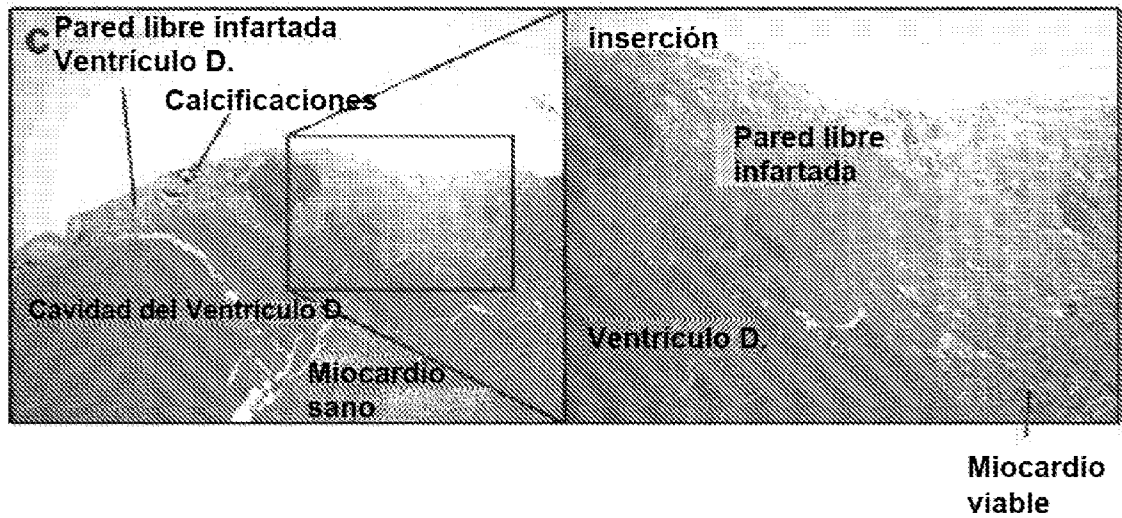 C Pared libre infartada
Ventrículo D.
Calcificaciones
Cavidad del Ventrículo D.
Miocardio
sano
inserción
Pared libre
infartada
Ventrículo D.
Miocardio
viable